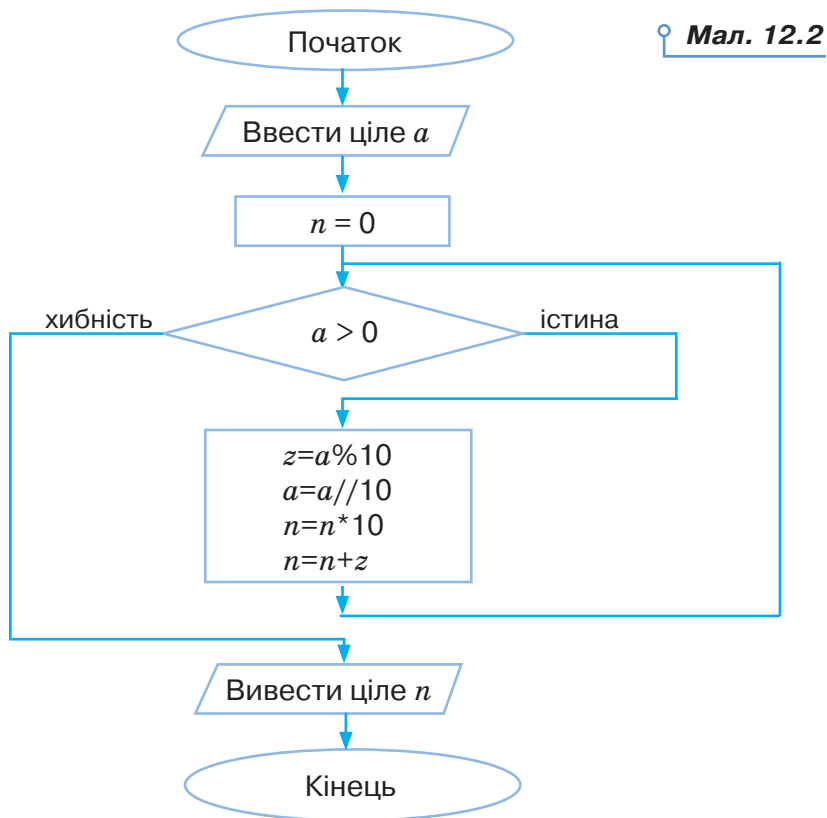 Початок
Мал. 12.2
Ввести ціле a
n = 0
хибність
a > 0
істина
z=a%10
a=a//10
n=n*10
n=n+z
Вивести ціле n
Кінець